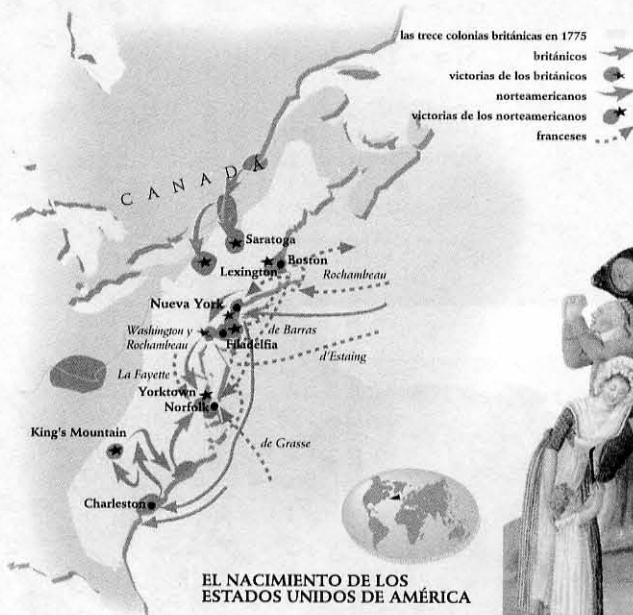 las trece colonias británicas en 1775
británicos
victorias de los británicos
norteamericanos
victorias de los norteamericanos
franceses
CANADÁ
Saratoga
Boston
Lexington
Rochambeau
Nueva York
Washington y
Rochambeau
de Barras
Filadélfia
d'Estaing
La Fayette
Yorktown
Norfolk
King's Mountain
de Grasse
Charleston
EL NACIMIENTO DE LOS
ESTADOS UNIDOS DE AMÉRICA